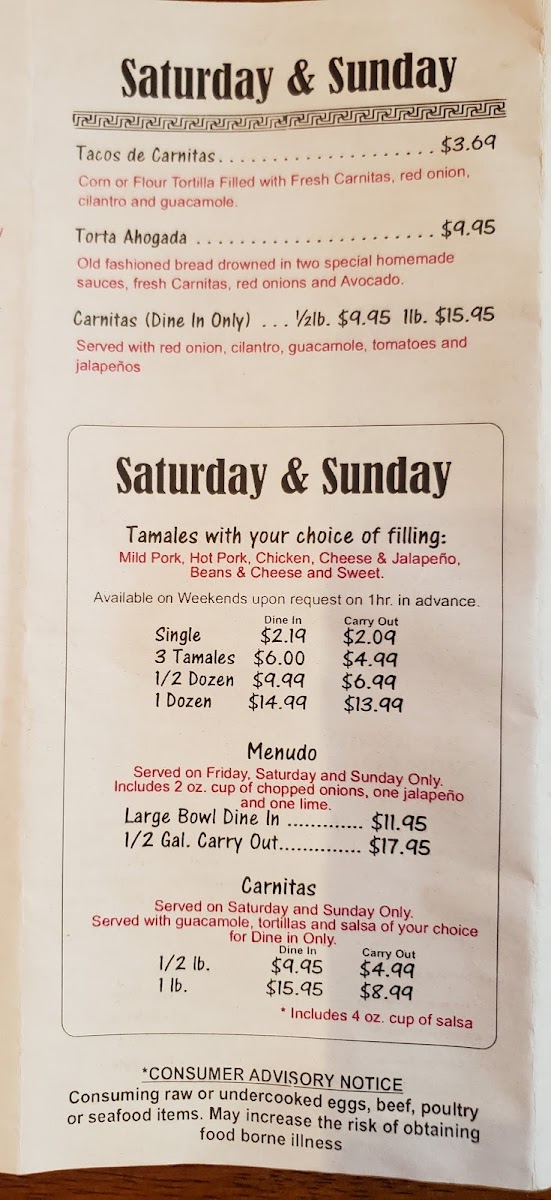 Saturday & Sunday
Tacos de Carnitas..................... $3.69
Corn or Flour Tortilla Filled with Fresh Carnitas, red onion,
cilantro and guacamole.
Torta Ahogada ....................... $9.95
Old fashioned bread drowned in two special homemade
sauces, fresh Carnitas, red onions and Avocado.
Carnitas (Dine In Only) ... ½lb. $9.95 1lb. $15.95
Served with red onion, cilantro, guacamole, tomatoes and
jalapeños
Saturday & Sunday
Tamales with your choice of filling:
Mild Pork, Hot Pork, Chicken, Cheese & Jalapeño,
Beans & Cheese and Sweet.
Available on Weekends upon request on 1hr. in advance.
Dine In Carry Out
Single $2.19 $2.09
3 Tamales $6.00 $4.99
1/2 Dozen $9.99 $6.99
1 Dozen $14.99 $13.99
Menudo
Served on Friday, Saturday and Sunday Only.
Includes 2 oz. cup of chopped onions, one jalapeño
and one lime.
Large Bowl Dine In ............. $11.95
1/2 Gal. Carry Out.............. $17.95
Carnitas
Served on Saturday and Sunday Only.
Served with guacamole, tortillas and salsa of your choice
for Dine in Only.
Dine In Carry Out
1/2 lb. $9.95 $4.99
1 lb. $15.95 $8.99
* Includes 4 oz. cup of salsa
*CONSUMER ADVISORY NOTICE
Consuming raw or undercooked eggs, beef, poultry
or seafood items. May increase the risk of obtaining
food borne illness